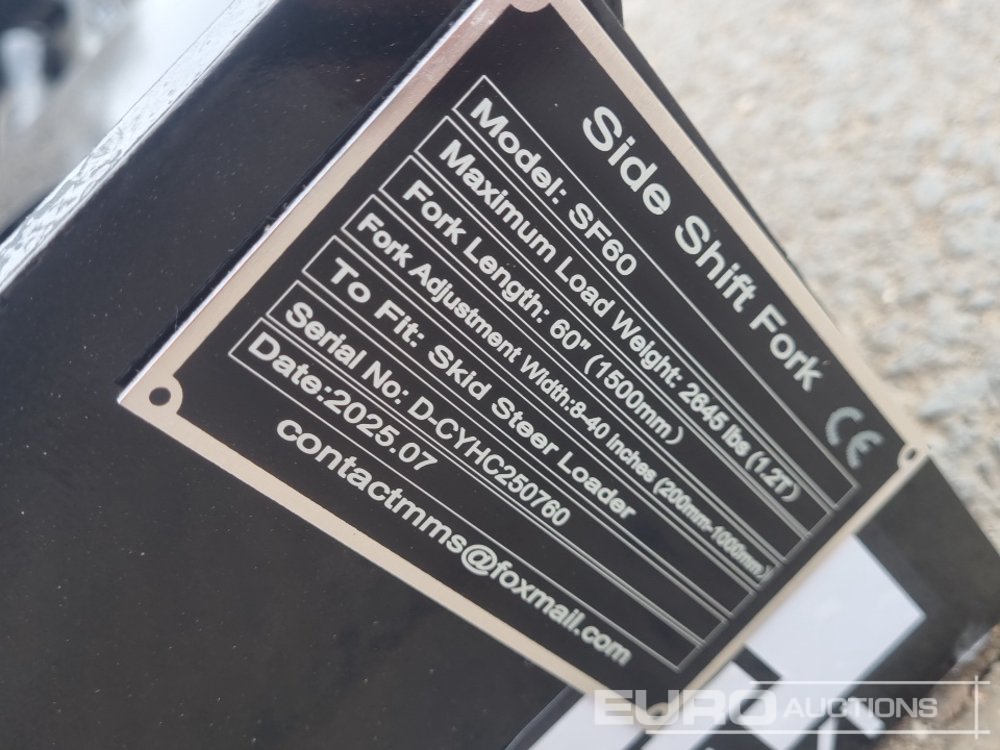 Side Shift Fork
CE
Model: SF60
Maximum Load Weight: 2645 lbs (1.2T)
Fork Length: 60" (1500mm)
Fork Adjustment Width:8-40 inches (200mm-1000mm)
To Fit: Skid Steer Loader
Serial No: D-CYHC250760
Date:2025.07
contactmms@foxmail.com
EURO AUCTIONS